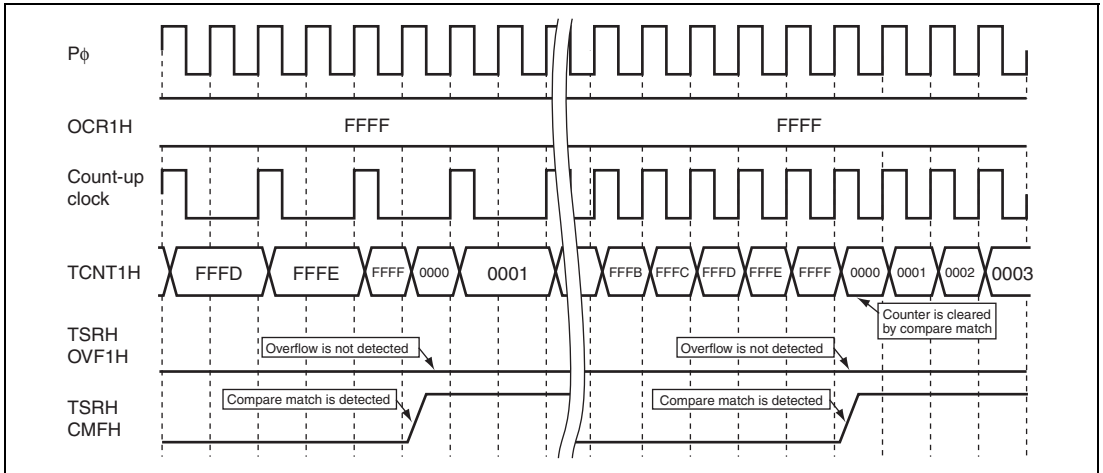 Pϕ
OCR1H
FFFF
FFFF
Count-up
clock
TCNT1H
FFFD
FFFE
FFFF
0000
0001
FFFB
FFFC
FFFD
FFFE
FFFF
0000
0001
0002
0003
Counter is cleared
by compare match
TSRH
OVF1H
Overflow is not detected
Overflow is not detected
TSRH
CMFH
Compare match is detected
Compare match is detected